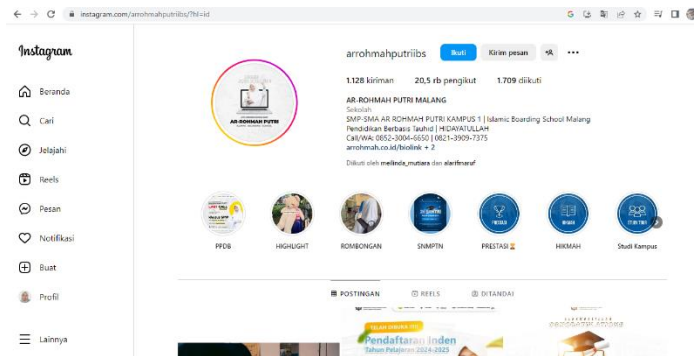 instagram.com/arrohmahputriibs/?hl=id
Instagram
Beranda
Cari
Jelajahi
Reels
Pesan
Notifikasi
Buat
Profil
Lainnya
arrohmahputriibs
Ikuti
Kirim pesan
1.128 kiriman 20,5 rb pengikut 1.709 diikuti
AR-ROHMAH PUTRI MALANG
Sekolah
SMP-SMA AR ROHMAH PUTRI KAMPUS 1 | Islamic Boarding School Malang
Pendidikan Berbasis Tauhid | HIDAYATULLAH
Call/WA: 0852-3004-6650 | 0821-3909-7375
arrohmah.co.id/biolink + 2
Diikuti oleh melinda_mutiara dan alarifmaruf
AR-ROHMAH PUTRI
PPDB
HIGHLIGHT
ROMBONGAN
SNMPTN
PRESTASI
HIKMAH
Studi Kampus
POSTINGAN
REELS
DITANDAI
TELAH DIBUKA
Pendaftaran Inden
Tahun Pelajaran 2024-2025
CONGRATULATIONS